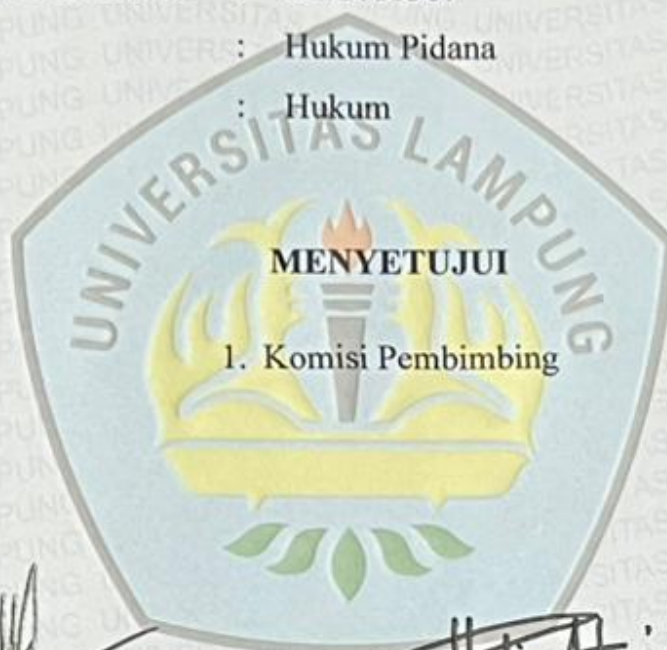 : Hukum Pidana
: Hukum
UNIVERSITAS LAMPUNG
MENYETUJUI
1. Komisi Pembimbing